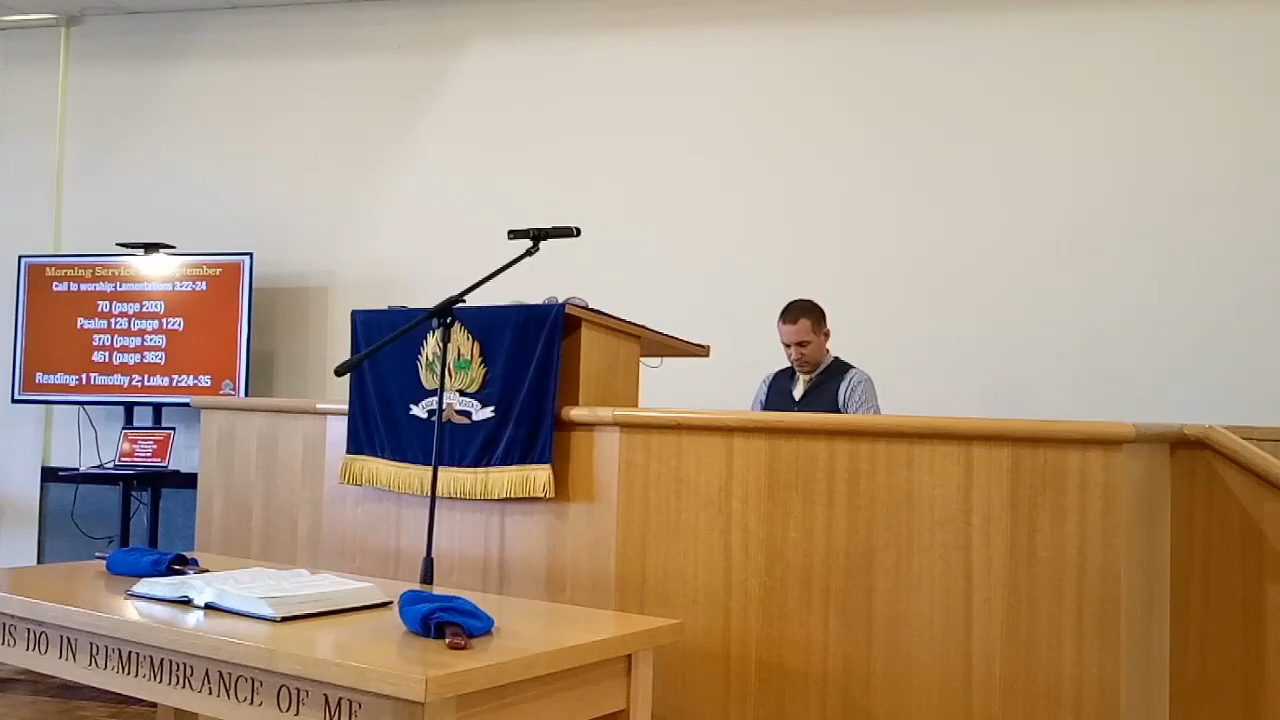 Morning Service September
Call to worship: Lamentations 3:22-24
70 (page 203)
Psalm 126 (page 122)
370 (page 326)
461 (page 362)
Reading: 1 Timothy 2; Luke 7:24-35
IS DO IN REMEMBRANCE OF ME